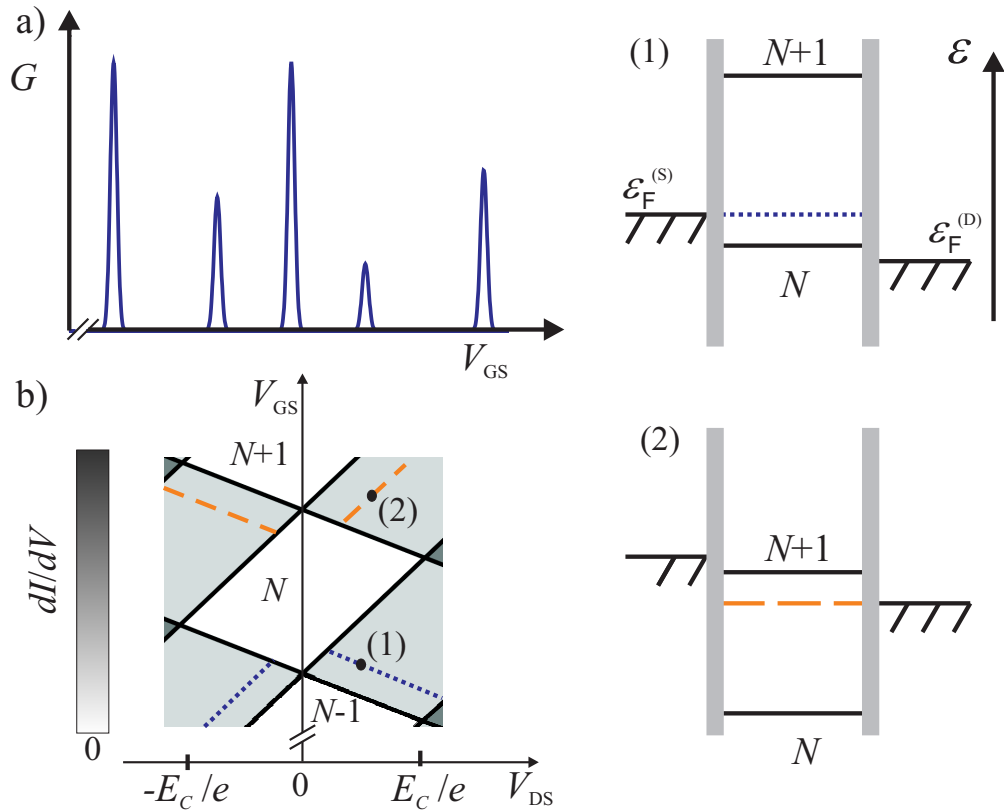 a)
G
V_GS
b)
V_GS
N+1
(2)
N
(1)
N-1
dI/dV
0
-E_C/e
0
E_C/e
V_DS
(1)
N+1
ε
ε_F^(S)
ε_F^(D)
N
(2)
N+1
N